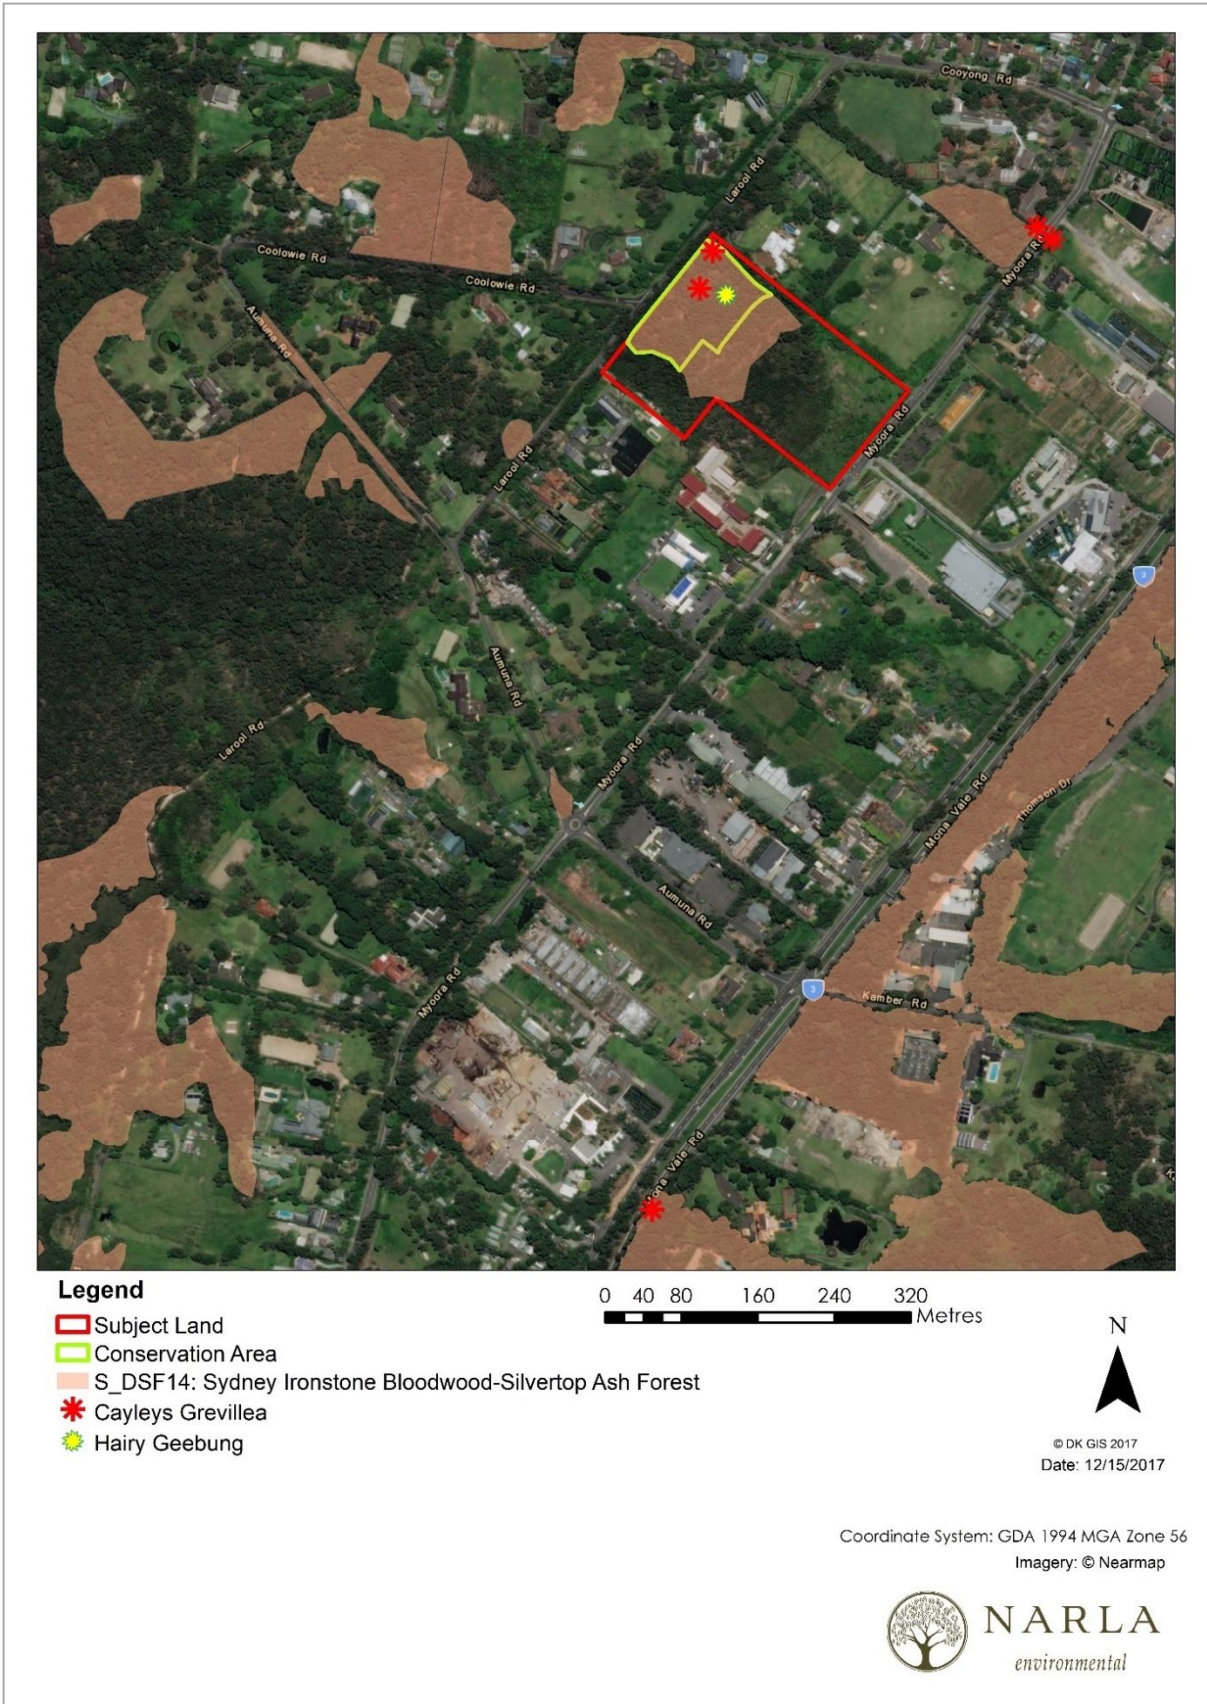 Cooyong Rd
Larool Rd
Myoora Rd
Coolowie Rd
Coolowie Rd
Aumuna Rd
Myoora Rd
Larool Rd
3
Aumuna Rd
Larool Rd
Myoora Rd
Mona Vale Rd
Thomson Dr
Aumuna Rd
3
Kamber Rd
Myoora Rd
Mona Vale Rd
Legend
Subject Land
Conservation Area
S_DSF14: Sydney Ironstone Bloodwood-Silvertop Ash Forest
Cayleys Grevillea
Hairy Geebung
0 40 80 160 240 320
Metres
N
© DK GIS 2017
Date: 12/15/2017
Coordinate System: GDA 1994 MGA Zone 56
Imagery: © Nearmap
NARLA
environmental